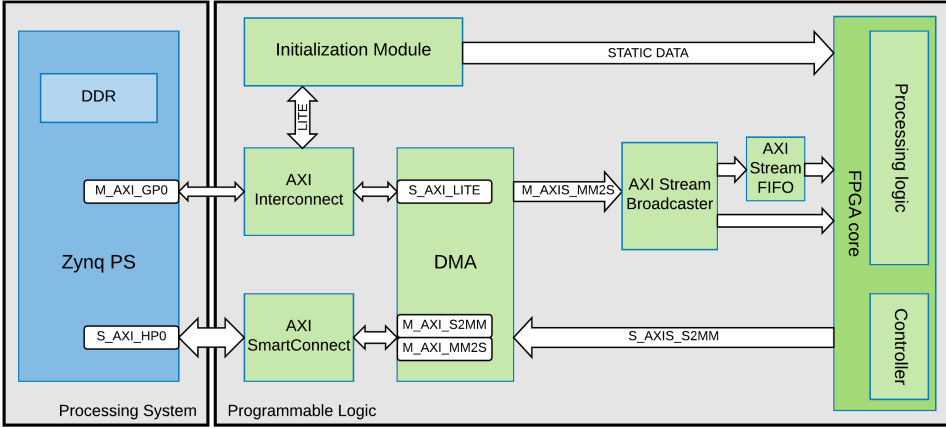 Initialization Module
STATIC DATA
DDR
LITE
M_AXI_GP0
AXI
Interconnect
S_AXI_LITE
M_AXIS_MM2S
AXI Stream
Broadcaster
AXI
Stream
FIFO
FPGA core
Processing logic
Zynq PS
DMA
S_AXI_HP0
AXI
SmartConnect
M_AXI_S2MM
M_AXI_MM2S
S_AXIS_S2MM
Controller
Processing System
Programmable Logic